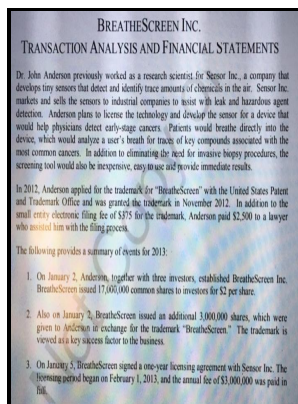 BREATHESCREEN INC.
TRANSACTION ANALYSIS AND FINANCIAL STATEMENTS
Dr. John Anderson previously worked as a research scientist for Sensor Inc., a company that
develops tiny sensors that detect and identify trace amounts of chemicals in the air. Sensor Inc.
markets and sells the sensors to industrial companies to assist with leak and hazardous agent
detection. Anderson plans to license the technology and develop the sensor for a device that
would help physicians detect early-stage cancers. Patients would breathe directly into the
device, which would analyze a user's breath for traces of key compounds associated with the
most common cancers. In addition to eliminating the need for invasive biopsy procedures, the
screening tool would also be inexpensive, easy to use and provide immediate results.
In 2012, Anderson applied for the trademark for "BreatheScreen" with the United States Patent
and Trademark Office and was granted the trademark in November 2012. In addition to the
small entity electronic filing fee of $375 for the trademark, Anderson paid $2,500 to a lawyer
who assisted him with the filing process.
The following provides a summary of events for 2013:
1. On January 2, Anderson, together with three investors, established BreatheScreen Inc.
BreatheScreen issued 17,000,000 common shares to investors for $2 per share.
2. Also on January 2, BreatheScreen issued an additional 3,000,000 shares, which were
given to Anderson in exchange for the trademark "BreatheScreen." The trademark is
viewed as a key success factor to the business.
3. On January 5, BreatheScreen signed a one-year licensing agreement with Sensor Inc. The
licensing period began on February 1, 2013, and the annual fee of $3,000,000 was paid in
full.